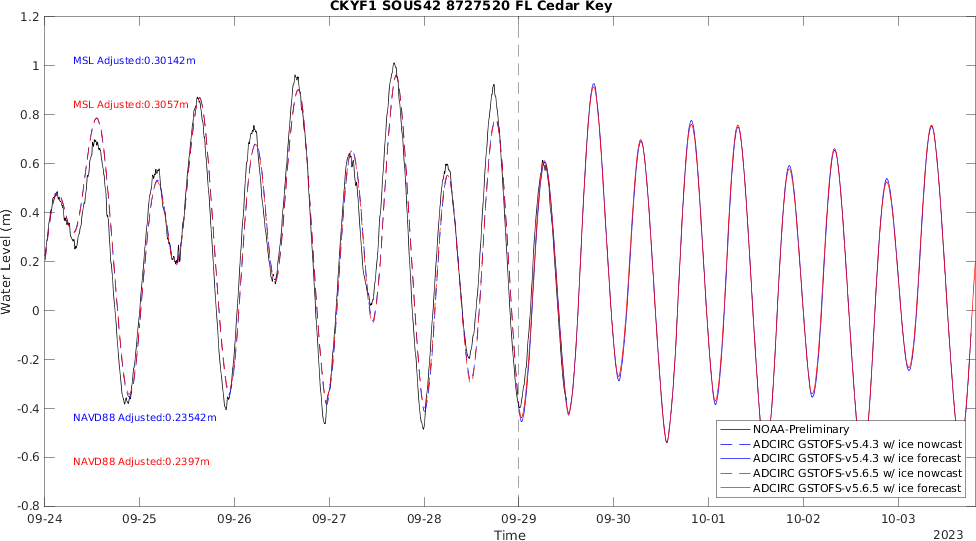 CKYF1 SOUS42 8727520 FL Cedar Key
1.2
1
0.8
0.6
0.4
0.2
0
-0.2
-0.4
-0.6
-0.8
Water Level (m)
MSL Adjusted:0.30142m
MSL Adjusted:0.3057m
NAVD88 Adjusted:0.23542m
NAVD88 Adjusted:0.2397m
NOAA-Preliminary
ADCIRC GSTOFS-v5.4.3 w/ ice nowcast
ADCIRC GSTOFS-v5.4.3 w/ ice forecast
ADCIRC GSTOFS-v5.6.5 w/ ice nowcast
ADCIRC GSTOFS-v5.6.5 w/ ice forecast
09-24 09-25 09-26 09-27 09-28 09-29 09-30 10-01 10-02 10-03
Time
2023